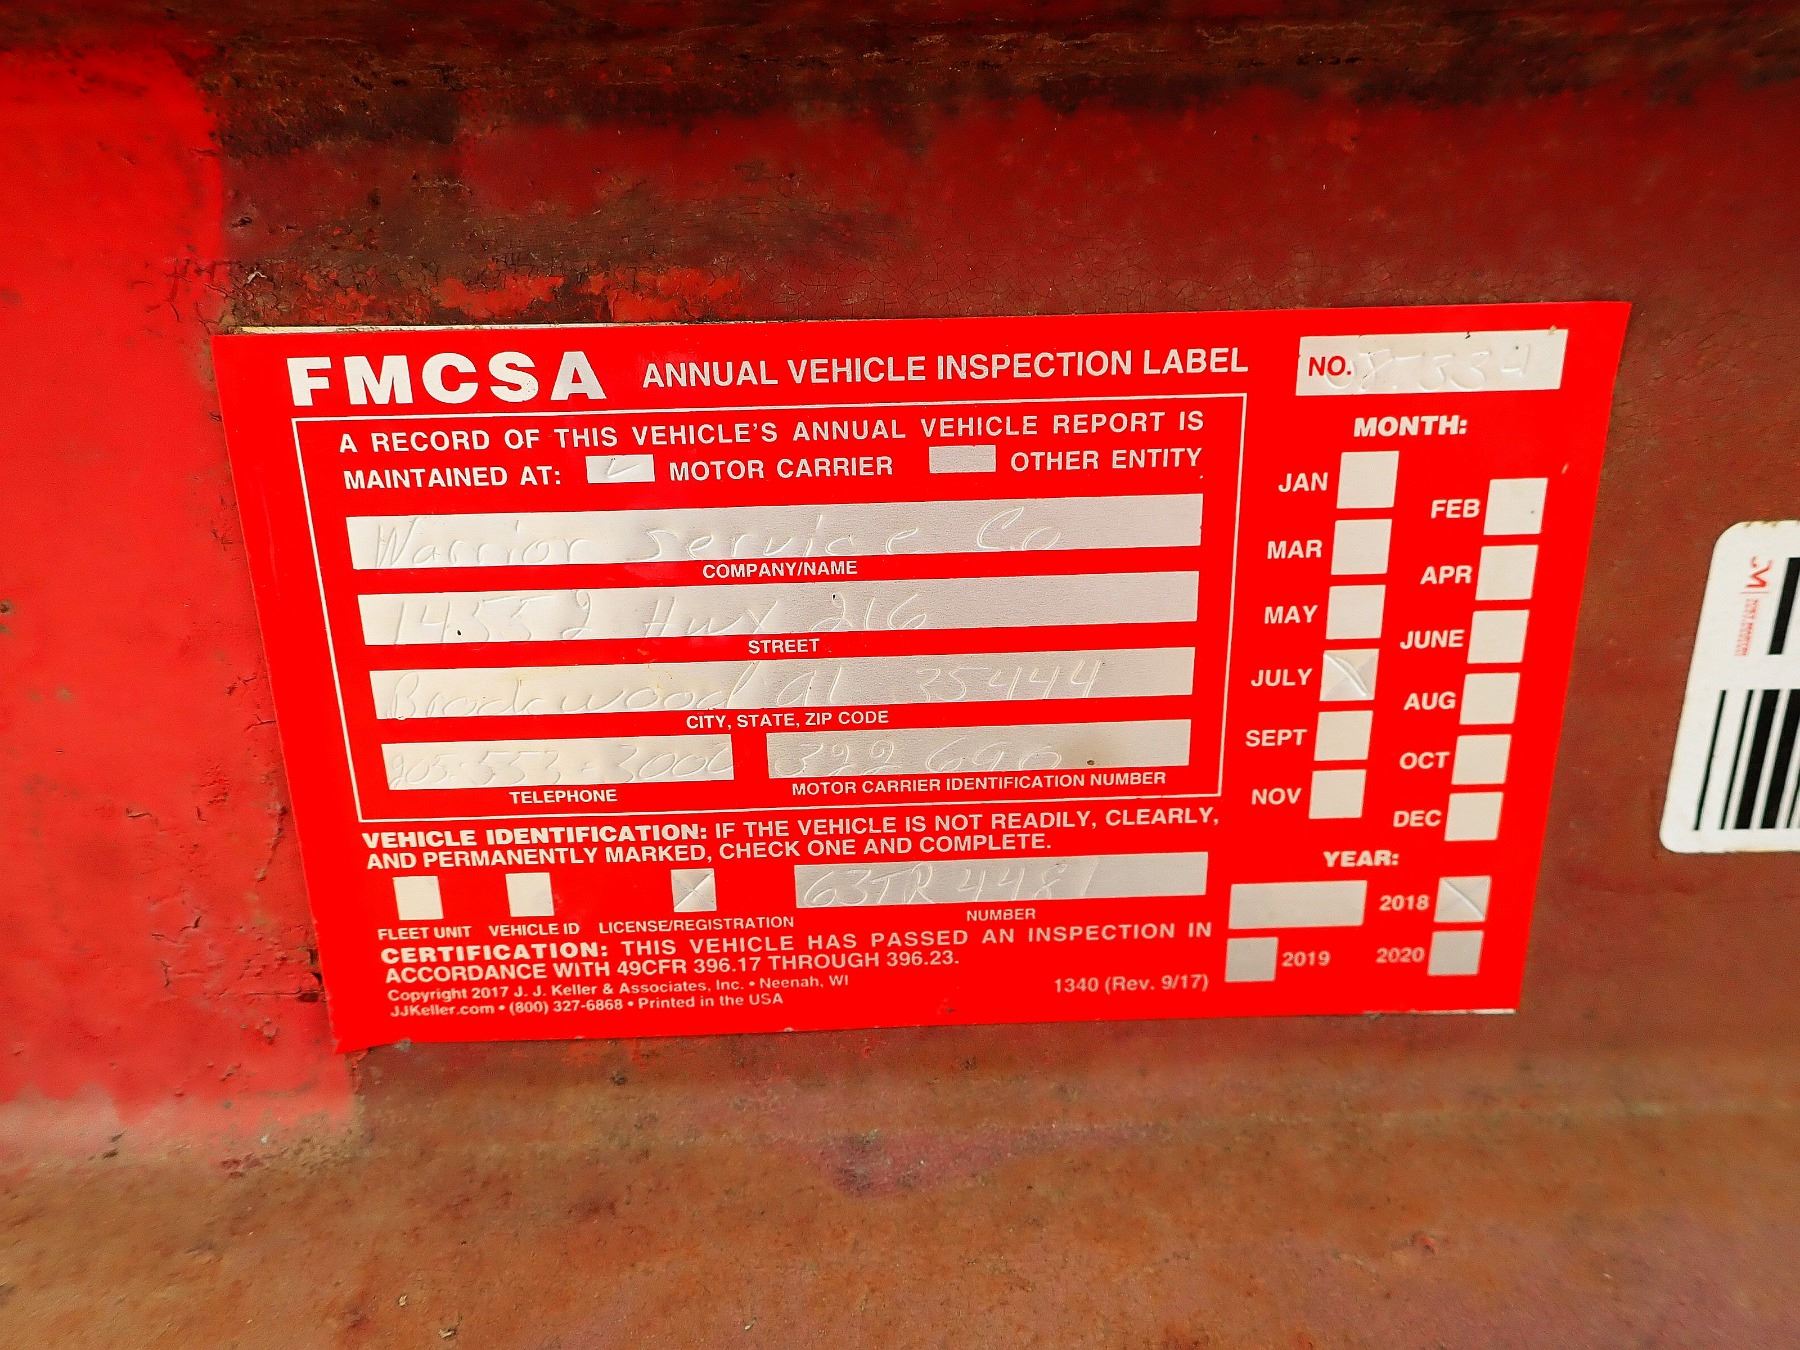 FMCSA ANNUAL VEHICLE INSPECTION LABEL
NO.
A RECORD OF THIS VEHICLE'S ANNUAL VEHICLE REPORT IS
MAINTAINED AT: MOTOR CARRIER OTHER ENTITY
Warrior Service Co
COMPANY/NAME
14552 Hwy 216
STREET
Brookwood al 35444
CITY, STATE, ZIP CODE
205-553-3000 322690
TELEPHONE MOTOR CARRIER IDENTIFICATION NUMBER
VEHICLE IDENTIFICATION: IF THE VEHICLE IS NOT READILY, CLEARLY,
AND PERMANENTLY MARKED, CHECK ONE AND COMPLETE.
63TR4481
FLEET UNIT VEHICLE ID LICENSE/REGISTRATION NUMBER
CERTIFICATION: THIS VEHICLE HAS PASSED AN INSPECTION IN
ACCORDANCE WITH 49CFR 396.17 THROUGH 396.23.
Copyright 2017 J. J. Keller & Associates, Inc. • Neenah, WI
JJKeller.com • (800) 327-6868 • Printed in the USA
1340 (Rev. 9/17)
MONTH:
JAN FEB
MAR APR
MAY JUNE
JULY AUG
SEPT OCT
NOV DEC
YEAR:
2018
2019 2020